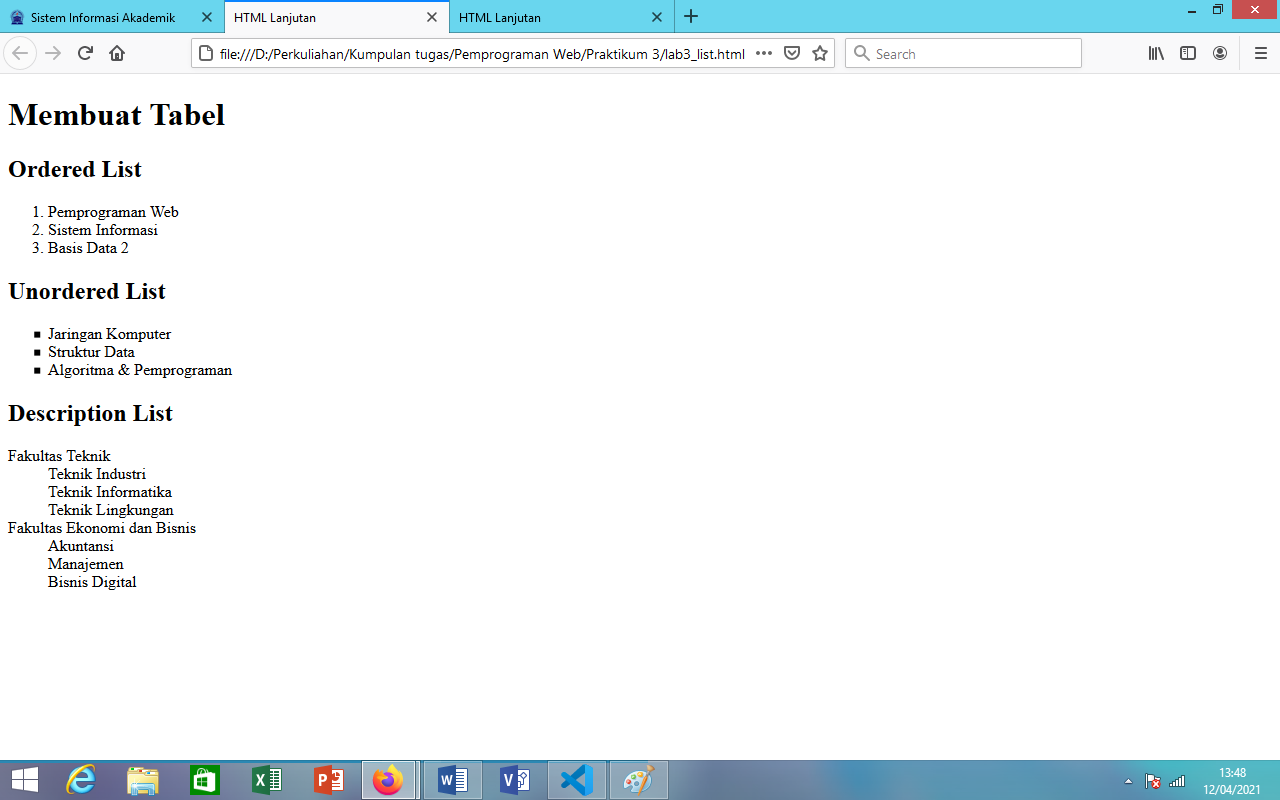 Sistem Informasi Akademik
HTML Lanjutan
HTML Lanjutan
file:///D:/Perkuliahan/Kumpulan tugas/Pemprograman Web/Praktikum 3/lab3_list.html
Search
Membuat Tabel
Ordered List
1. Pemprograman Web
2. Sistem Informasi
3. Basis Data 2
Unordered List
▪ Jaringan Komputer
▪ Struktur Data
▪ Algoritma & Pemprograman
Description List
Fakultas Teknik
Teknik Industri
Teknik Informatika
Teknik Lingkungan
Fakultas Ekonomi dan Bisnis
Akuntansi
Manajemen
Bisnis Digital
13:48
12/04/2021